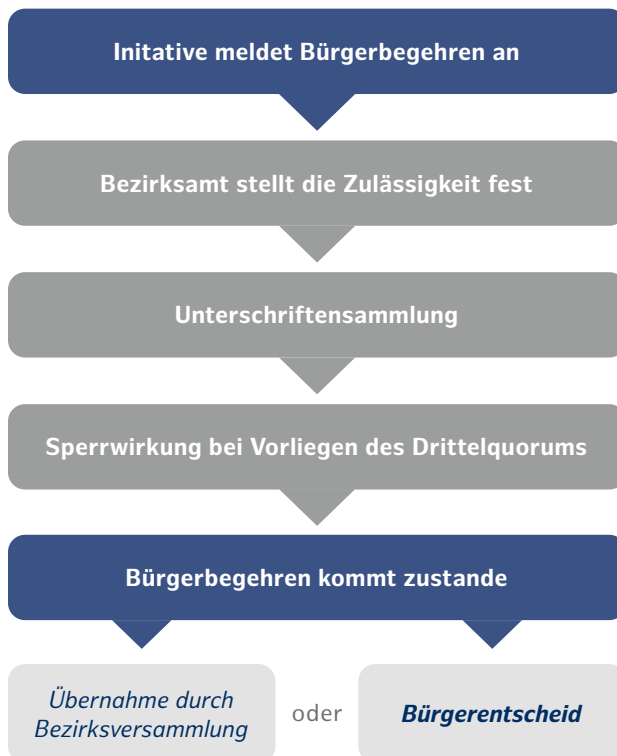 Initative meldet Bürgerbegehren an
Bezirksamt stellt die Zulässigkeit fest
Unterschriftensammlung
Sperrwirkung bei Vorliegen des Drittelquorums
Bürgerbegehren kommt zustande
Übernahme durch
Bezirksversammlung
oder
Bürgerentscheid